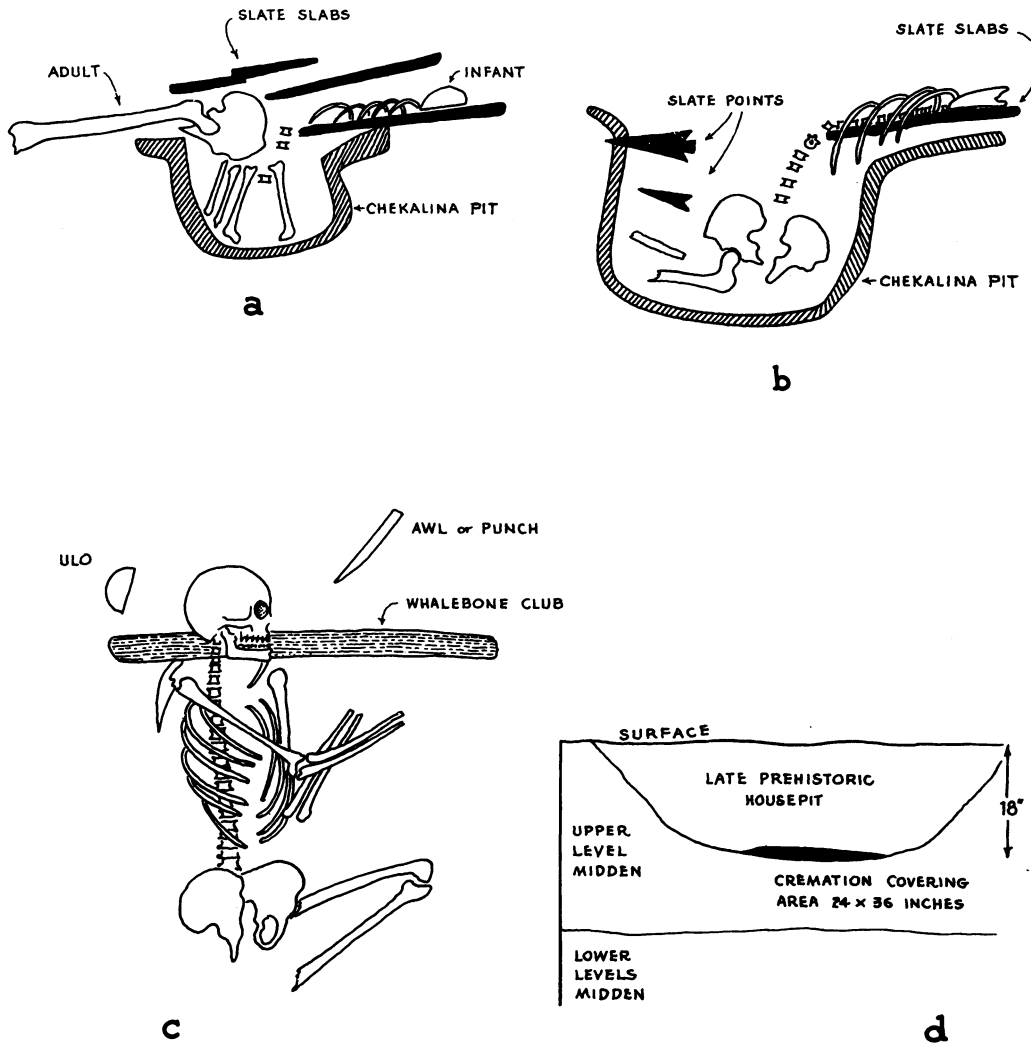 SLATE SLABS
ADULT
INFANT
CHEKALINA PIT
a
SLATE SLABS
SLATE POINTS
CHEKALINA PIT
b
ULO
AWL or PUNCH
WHALEBONE CLUB
c
SURFACE
LATE PREHISTORIC
HOUSEPIT
18"
UPPER
LEVEL
MIDDEN
CREMATION COVERING
AREA 24 x 36 INCHES
LOWER
LEVELS
MIDDEN
d